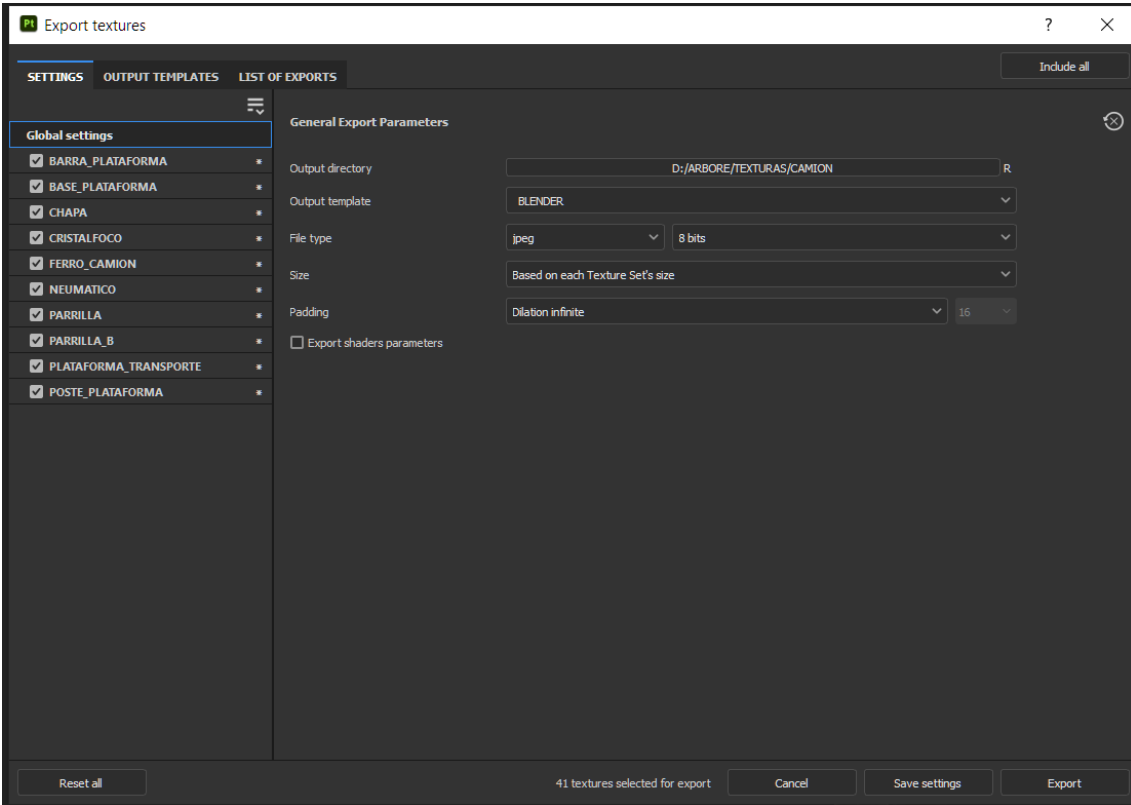 Pt Export textures ?
Include all
SETTINGS OUTPUT TEMPLATES LIST OF EXPORTS
General Export Parameters
Global settings
BARRA_PLATAFORMA *
BASE_PLATAFORMA *
CHAPA *
CRISTALFOCO *
FERRO_CAMION *
NEUMATICO *
PARRILLA *
PARRILLA_B *
PLATAFORMA_TRANSPORTE *
POSTE_PLATAFORMA *
Output directory D:/ARBORE/TEXTURAS/CAMION R
Output template BLENDER
File type jpeg 8 bits
Size Based on each Texture Set's size
Padding Dilation infinite 16
Export shaders parameters
Reset all 41 textures selected for export Cancel Save settings Export